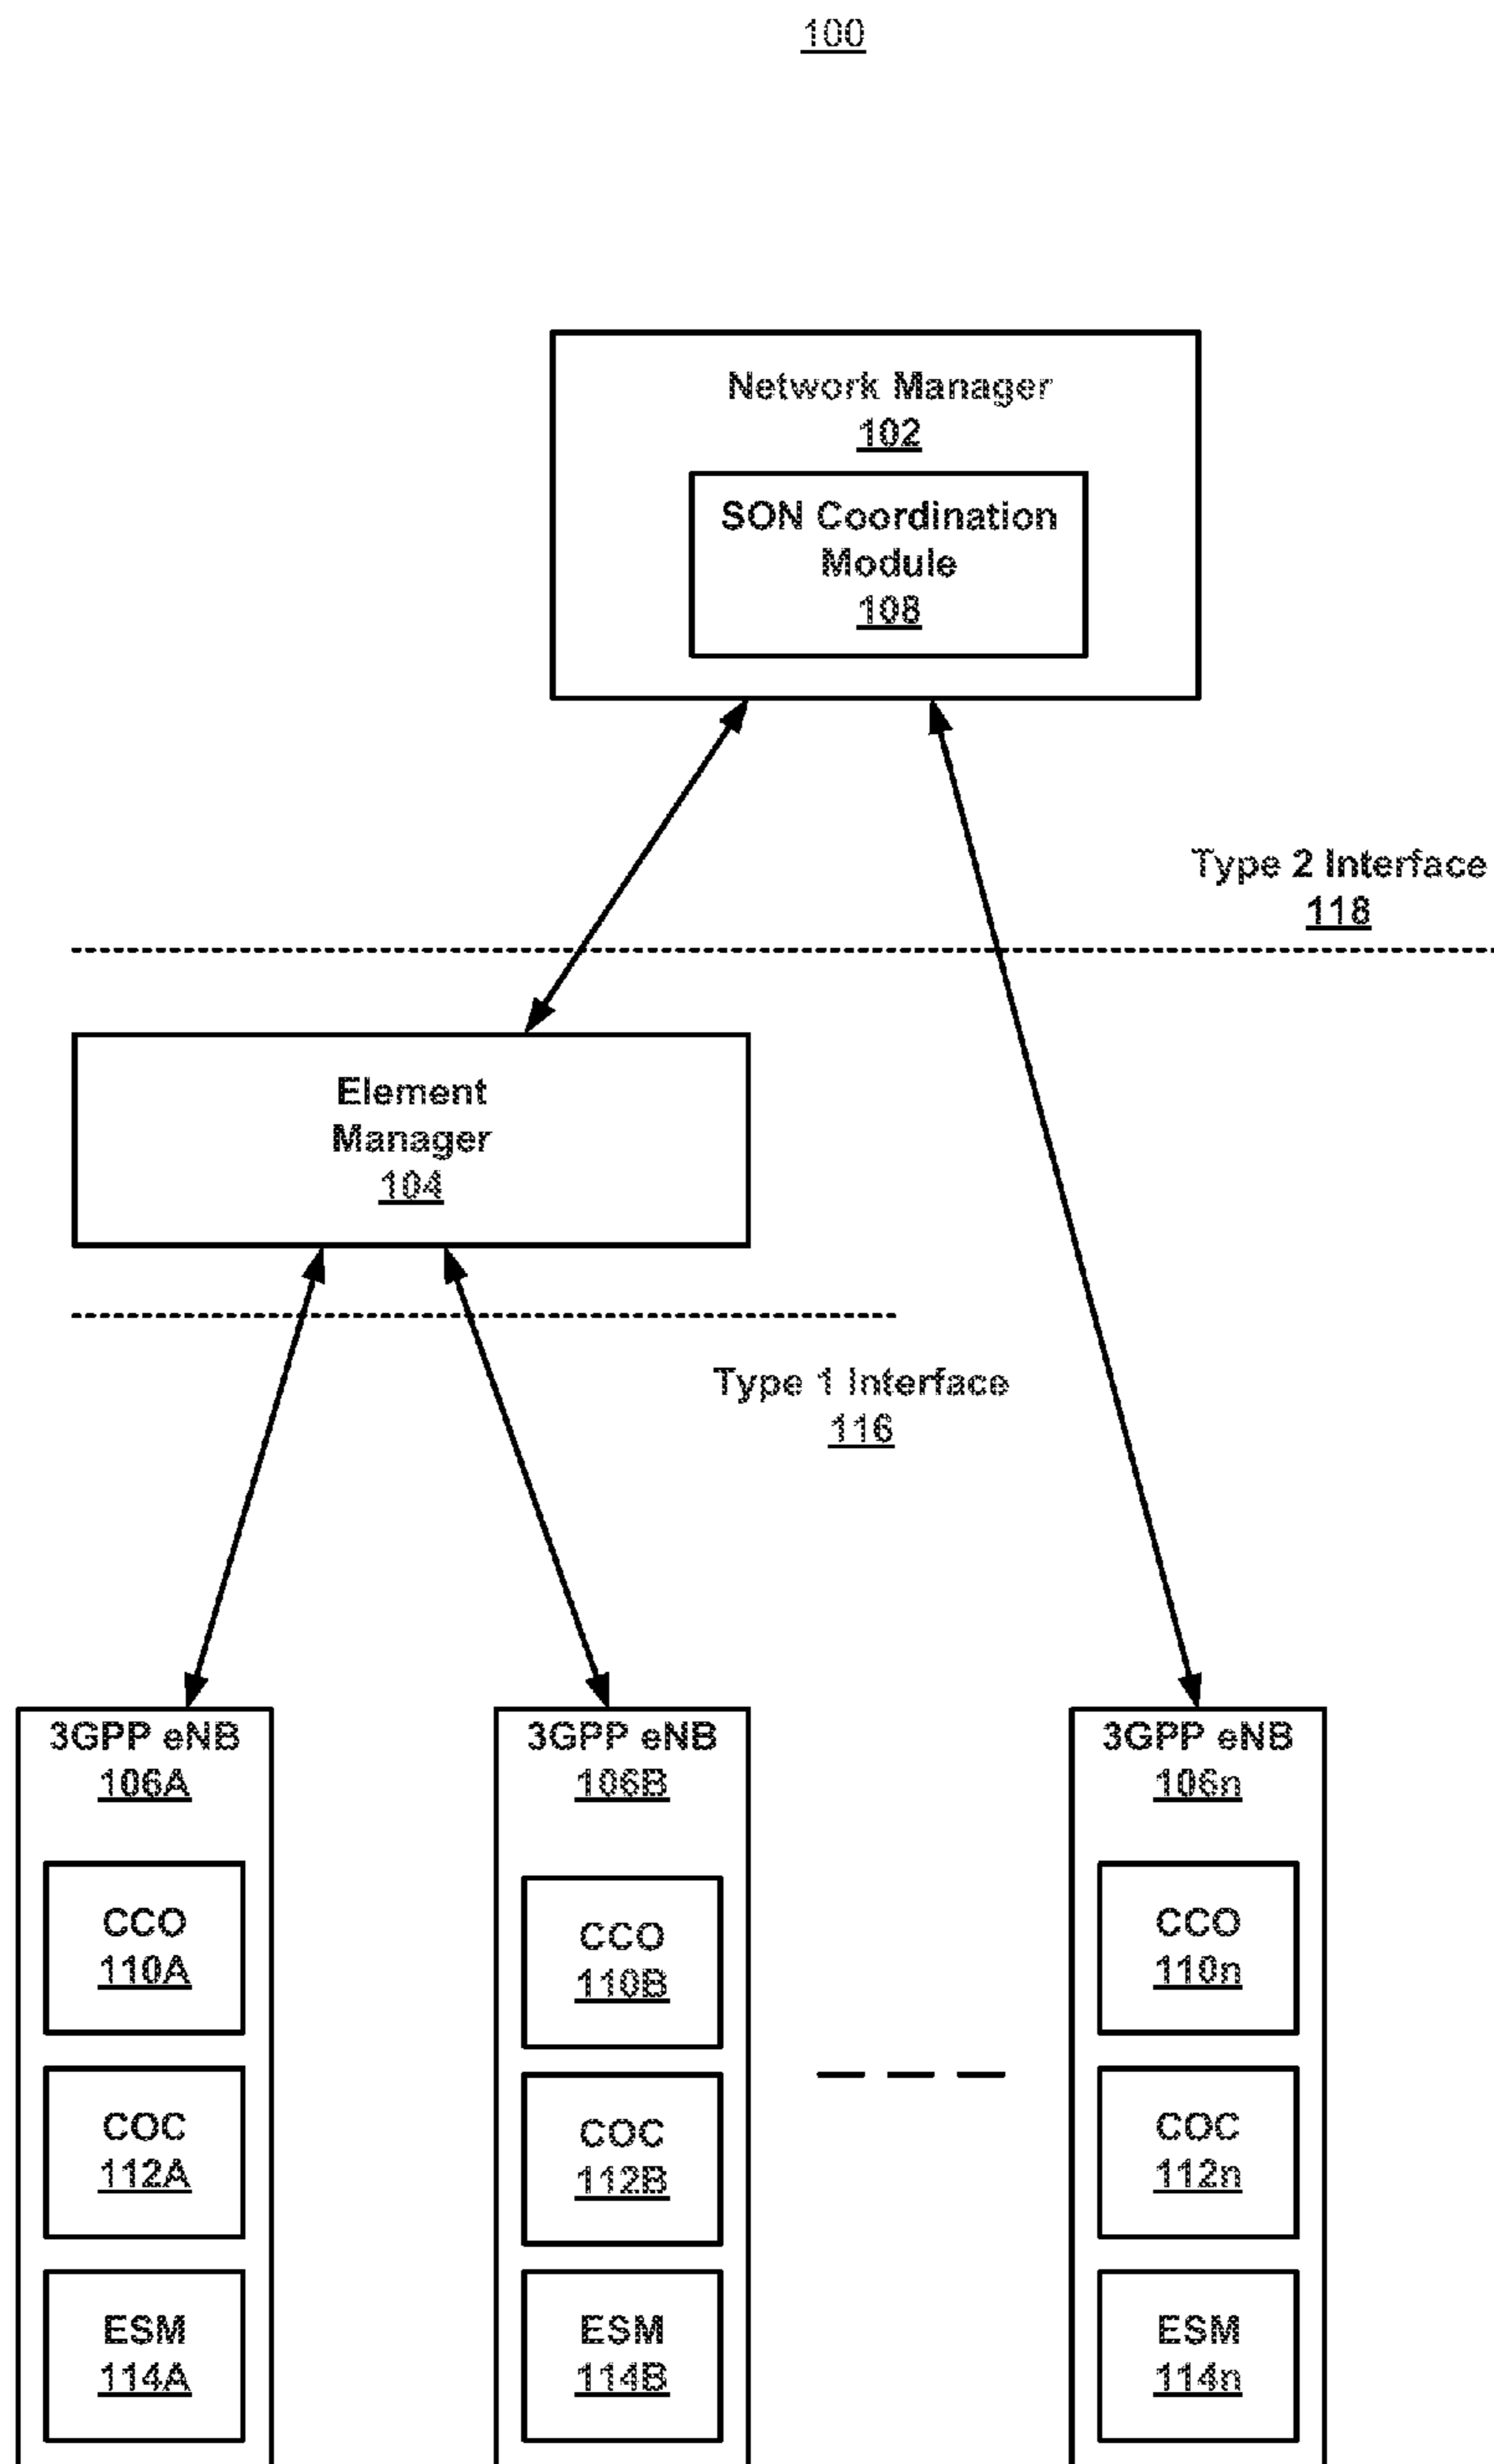 100
Network Manager
102
SON Coordination
Module
108
Type 2 Interface
118
Element
Manager
104
Type 1 Interface
116
3GPP eNB
106A
CCO
110A
COC
112A
ESM
114A
3GPP eNB
106B
CCO
110B
COC
112B
ESM
114B
3GPP eNB
106n
CCO
110n
COC
112n
ESM
114n